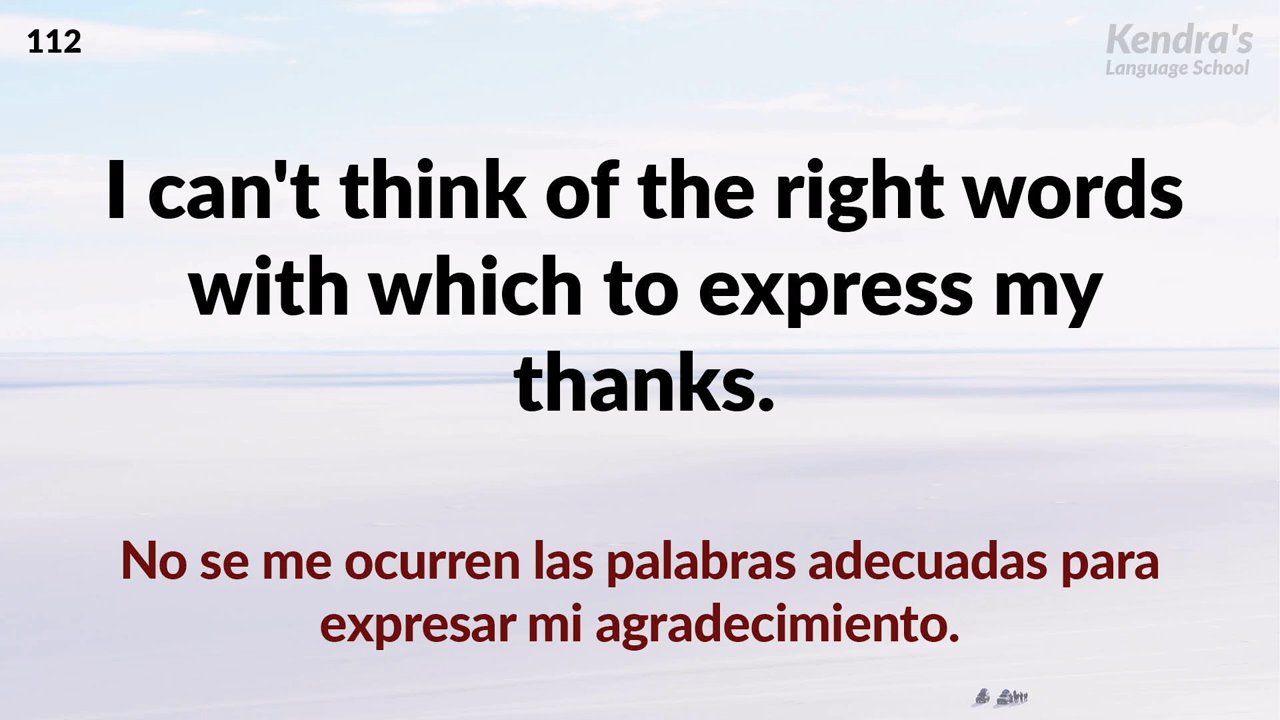 112
Kendra's
Language School
I can't think of the right words
with which to express my
thanks.
No se me ocurren las palabras adecuadas para
expresar mi agradecimiento.